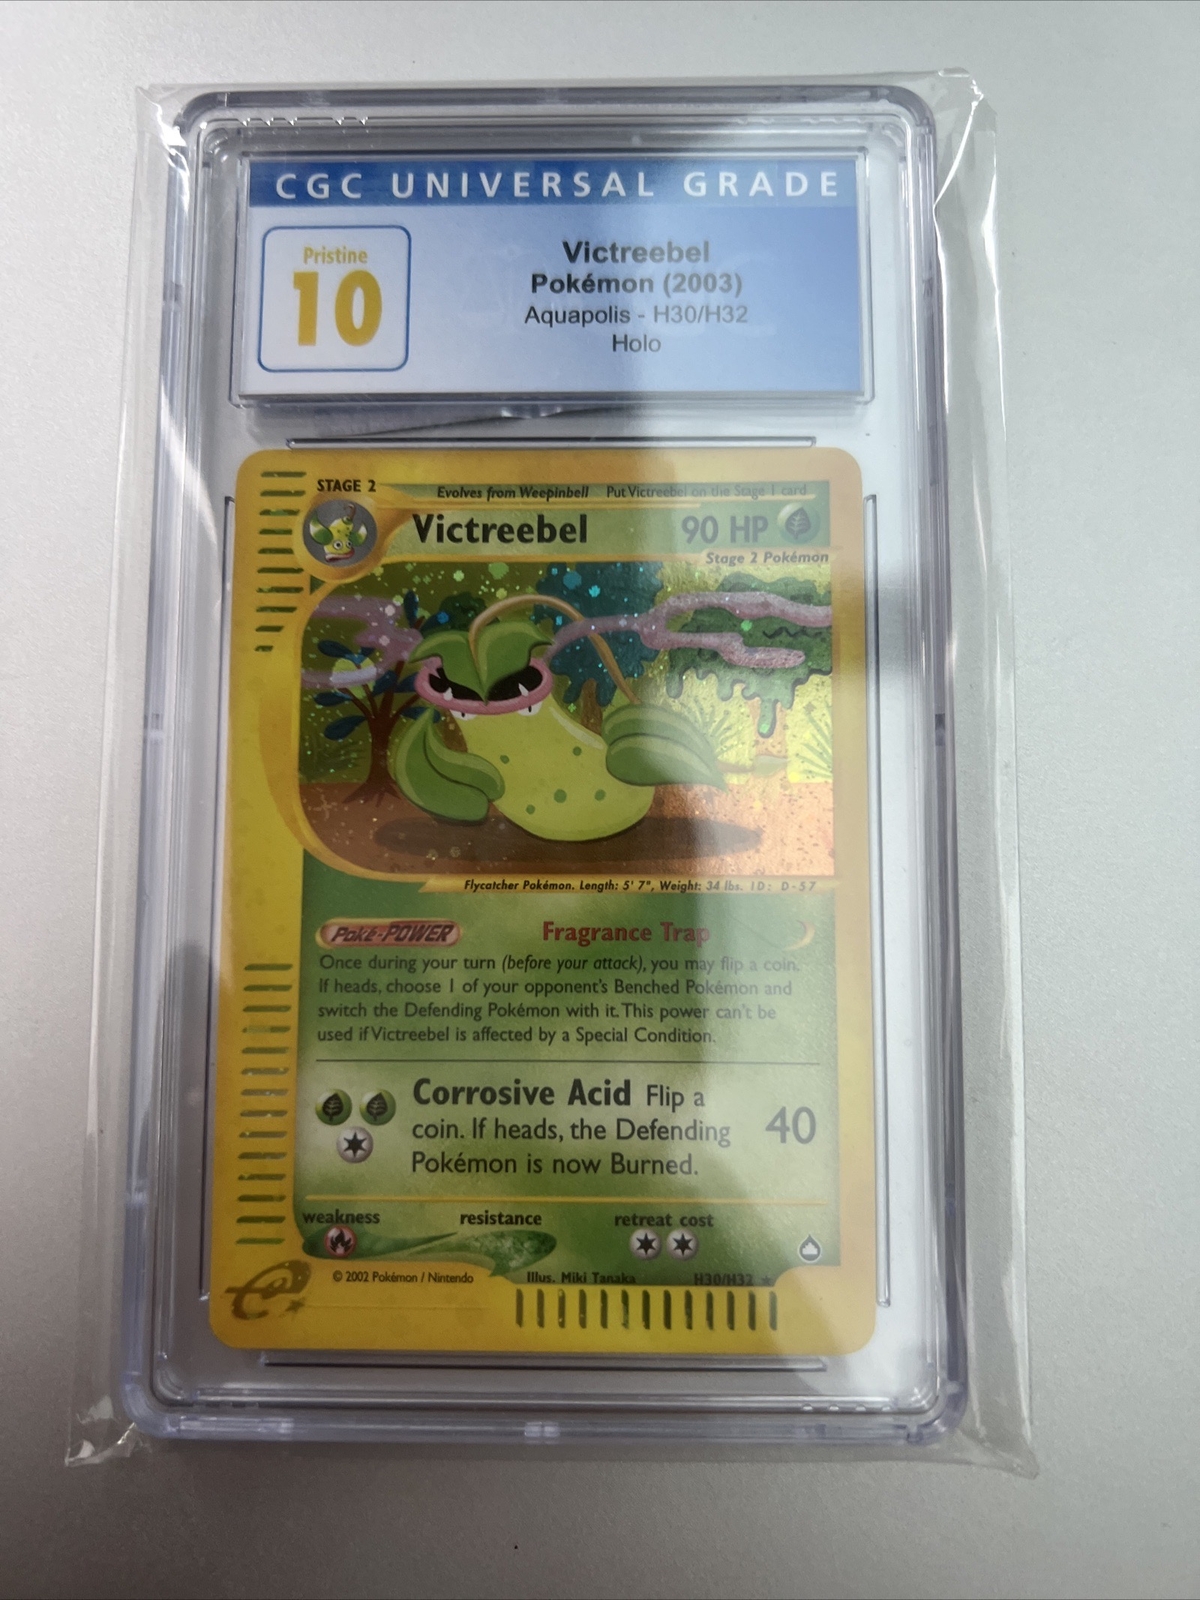 CGC UNIVERSAL GRADE
Pristine
10
Victreebel
Pokémon (2003)
Aquapolis - H30/H32
Holo
STAGE 2
Evolves from Weepinbell Put Victreebel on the Stage 1 card
Victreebel 90 HP
Stage 2 Pokémon
Flycatcher Pokémon. Length: 5' 7", Weight: 34 lbs. ID: D-57
Poké-POWER Fragrance Trap
Once during your turn (before your attack), you may flip a coin.
If heads, choose 1 of your opponent's Benched Pokémon and
switch the Defending Pokémon with it. This power can't be
used if Victreebel is affected by a Special Condition.
Corrosive Acid Flip a
coin. If heads, the Defending 40
Pokémon is now Burned.
weakness resistance retreat cost
© 2002 Pokémon / Nintendo Illus. Miki Tanaka H30/H32 ★
e